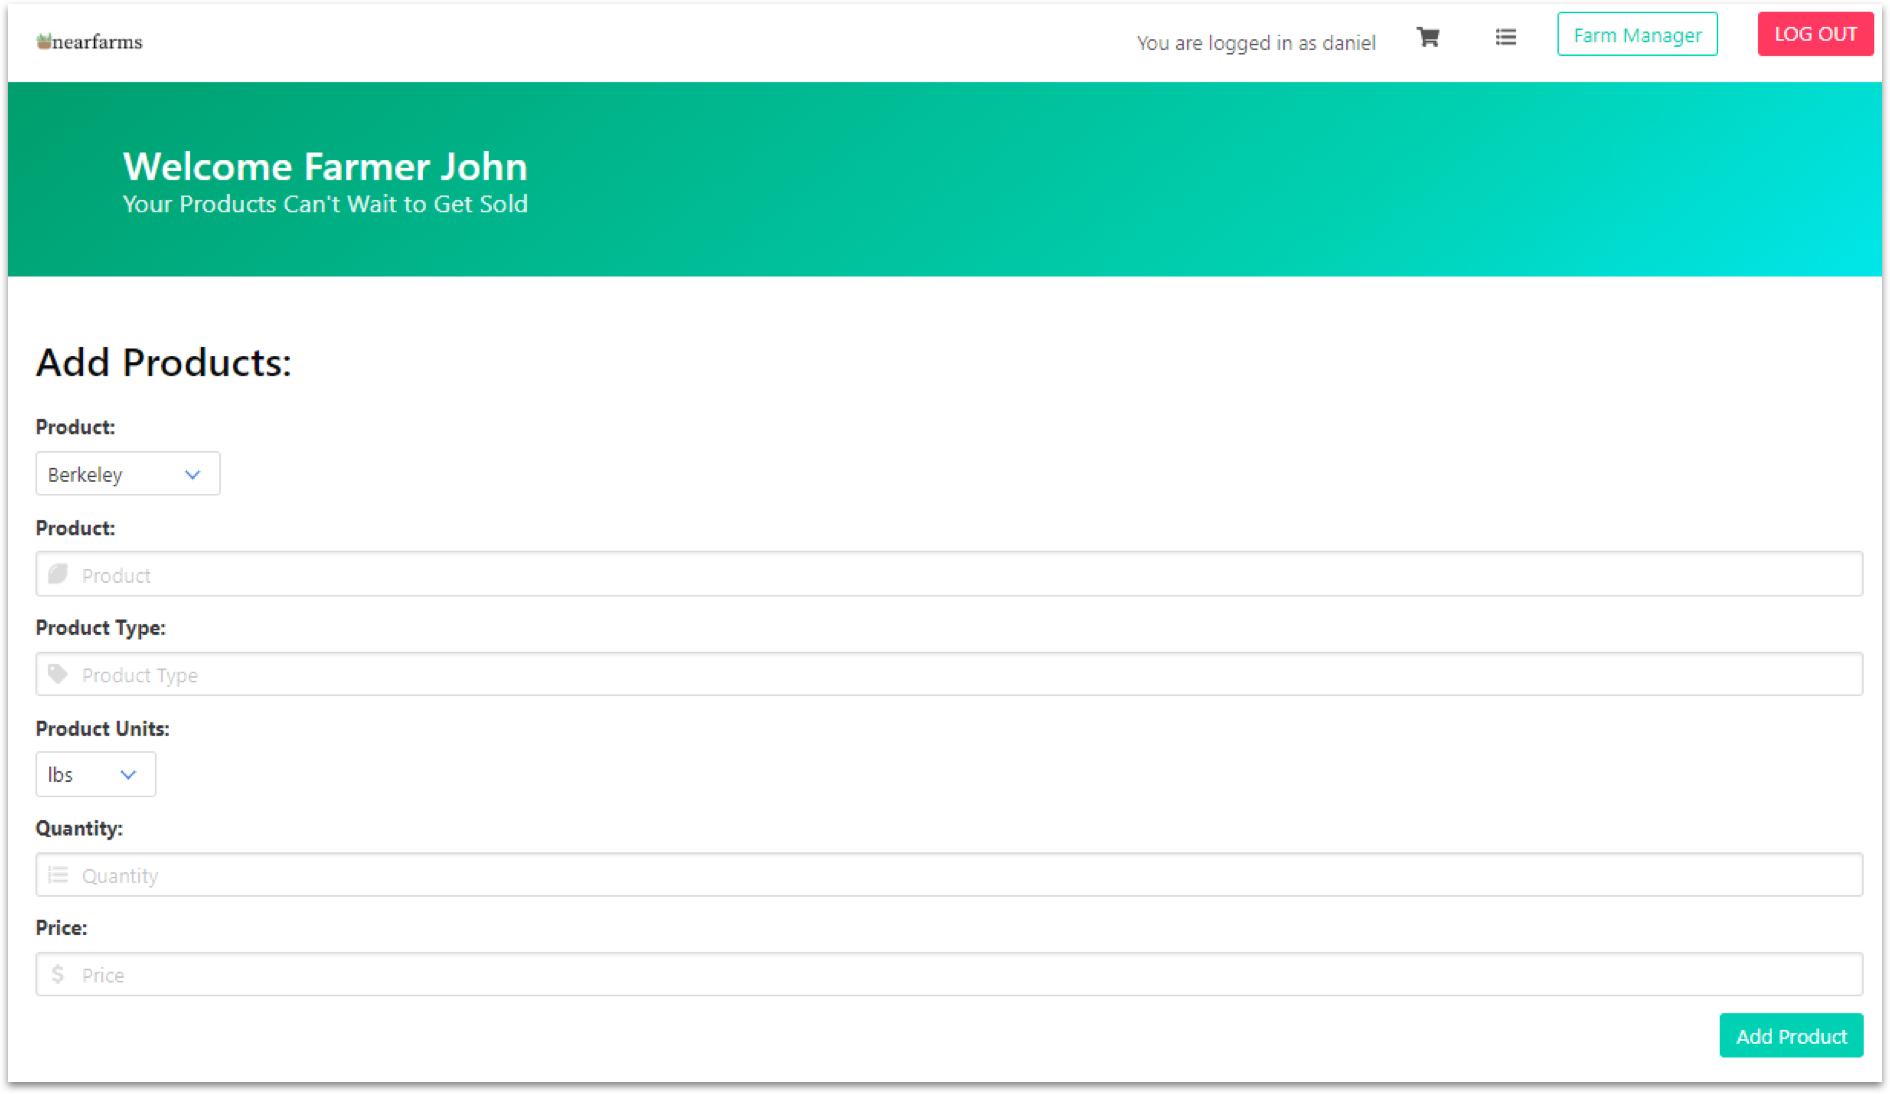 nearfarms
You are logged in as daniel
Farm Manager
LOG OUT
Welcome Farmer John
Your Products Can't Wait to Get Sold
Add Products:
Product:
Berkeley
Product:
Product
Product Type:
Product Type
Product Units:
lbs
Quantity:
Quantity
Price:
$ Price
Add Product